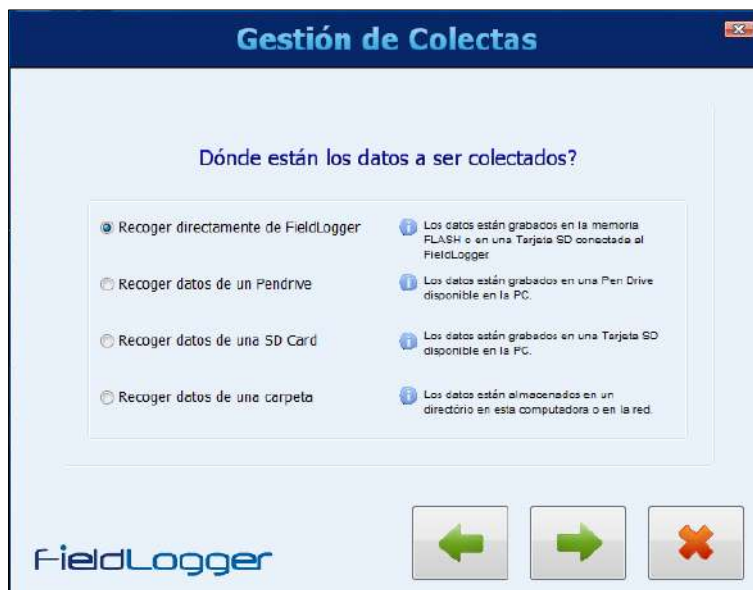 Gestión de Colectas
Dónde están los datos a ser colectados?
Recoger directamente de FieldLogger
Los datos están grabados en la memoria
FLASH o en una Tarjeta SD conectada al
FieldLogger
Recoger datos de un Pendrive
Los datos están grabados en una Pen Drive
disponible en la PC.
Recoger datos de una SD Card
Los datos están grabados en una Tarjeta SD
disponible en la PC.
Recoger datos de una carpeta
Los datos están almacenados en un
directório en esta computadora o en la red.
FieldLogger